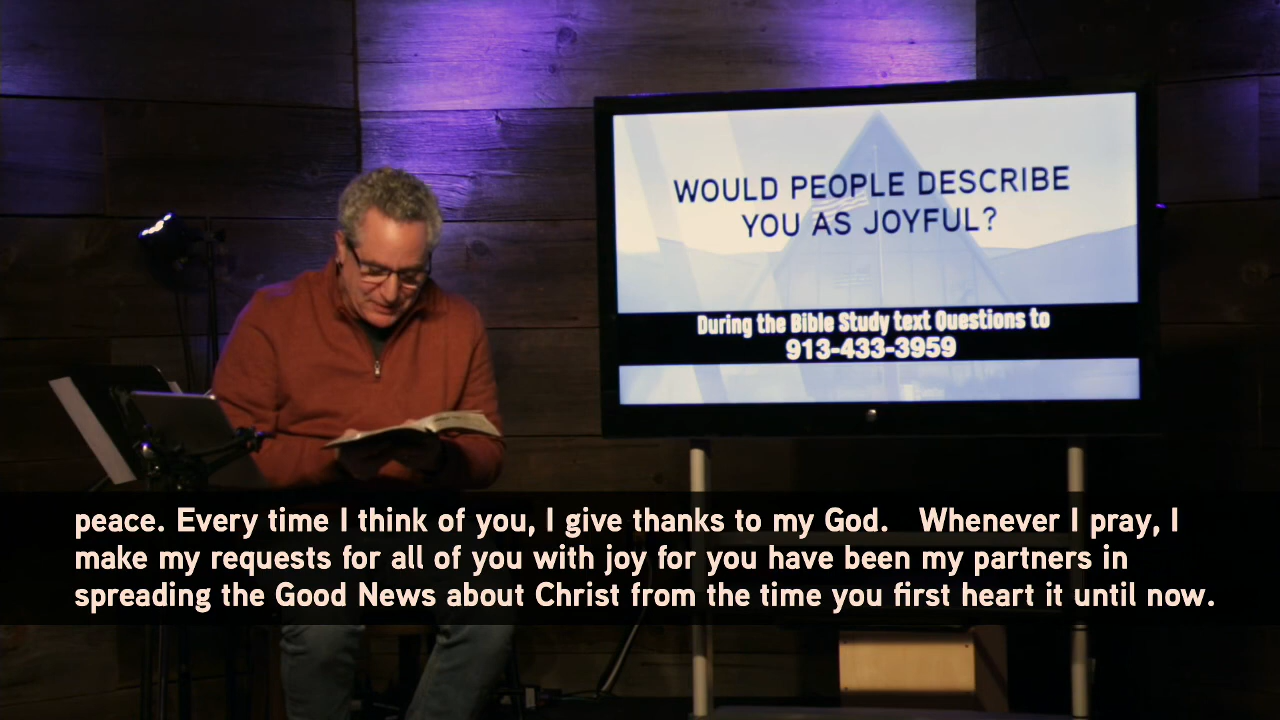 WOULD PEOPLE DESCRIBE
YOU AS JOYFUL?
During the Bible Study text Questions to
913-433-3959
peace. Every time I think of you, I give thanks to my God. Whenever I pray, I
make my requests for all of you with joy for you have been my partners in
spreading the Good News about Christ from the time you first heart it until now.